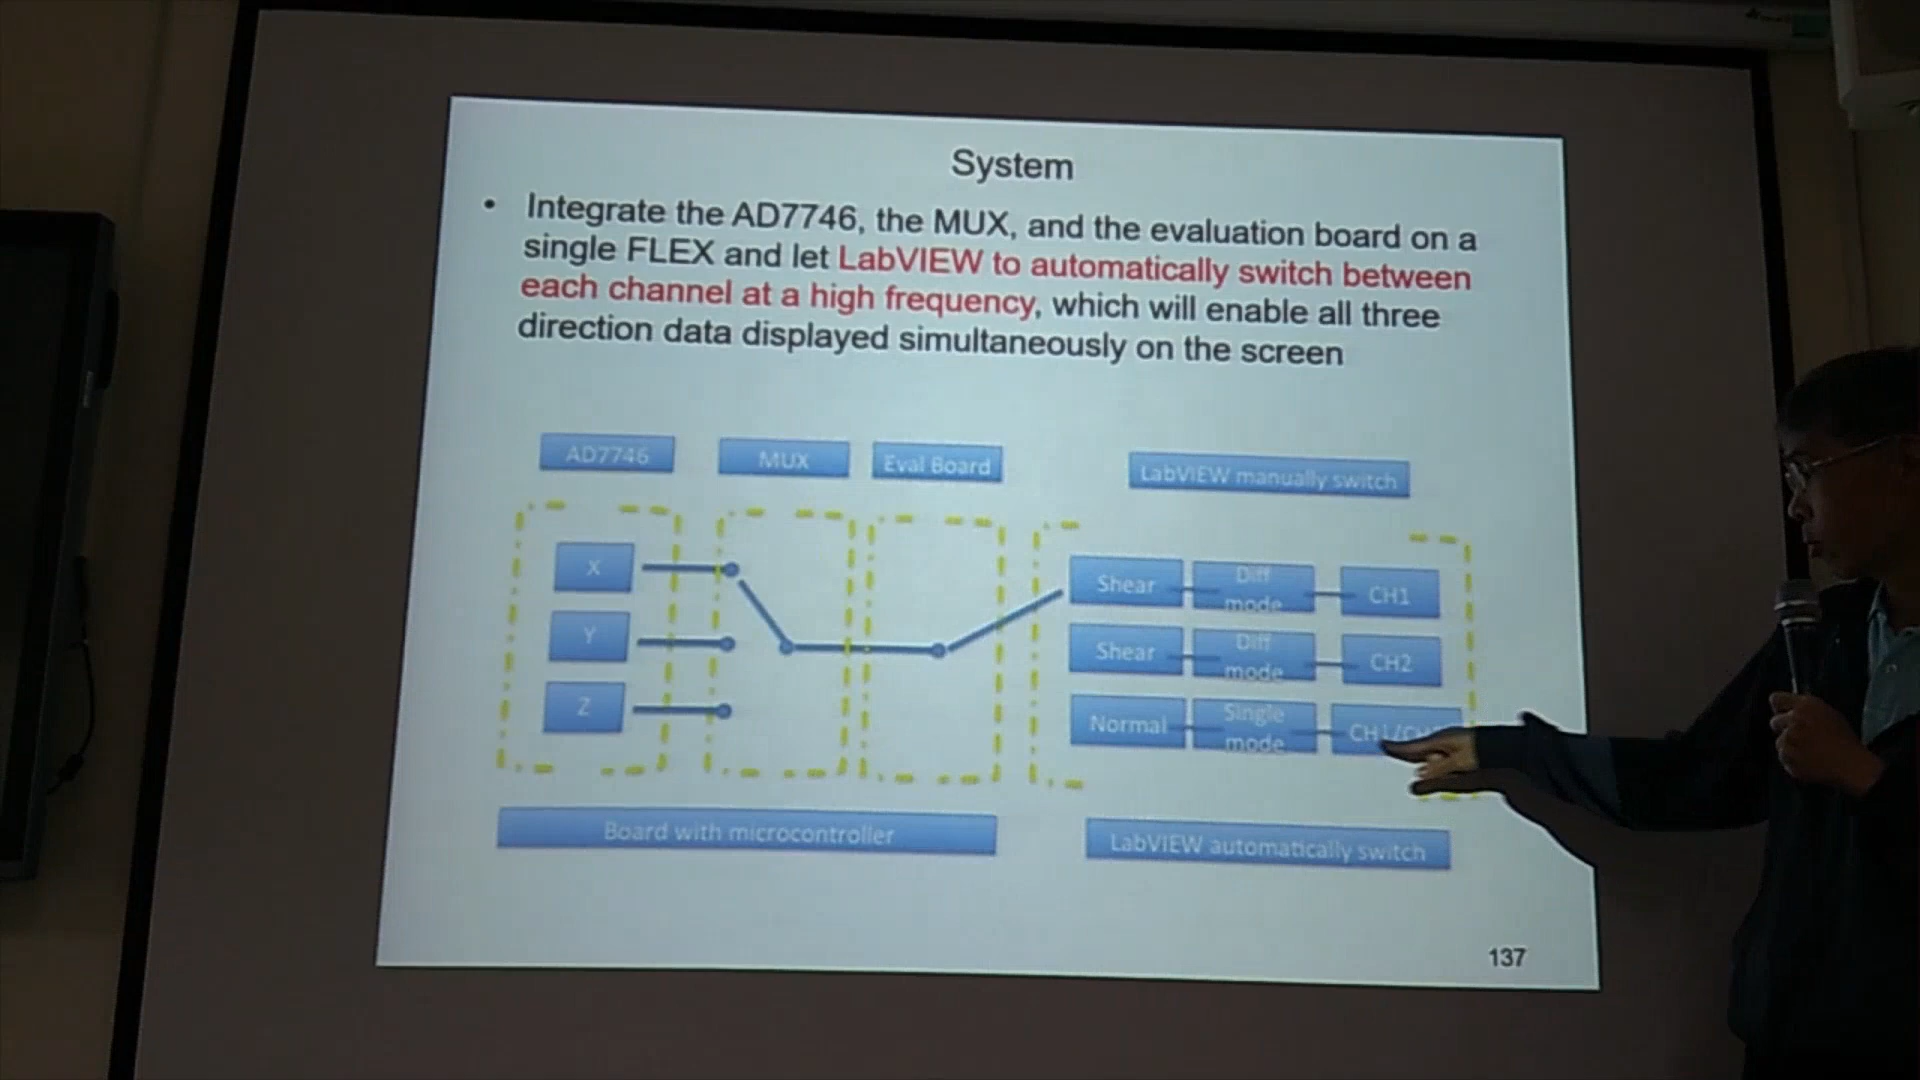 System
• Integrate the AD7746, the MUX, and the evaluation board on a
single FLEX and let LabVIEW to automatically switch between
each channel at a high frequency, which will enable all three
direction data displayed simultaneously on the screen
AD7746
MUX
Eval Board
LabVIEW manually switch
X
Y
Z
Shear
Diff
mode
CH1
Shear
Diff
mode
CH2
Normal
Single
mode
Board with microcontroller
LabVIEW automatically switch
137